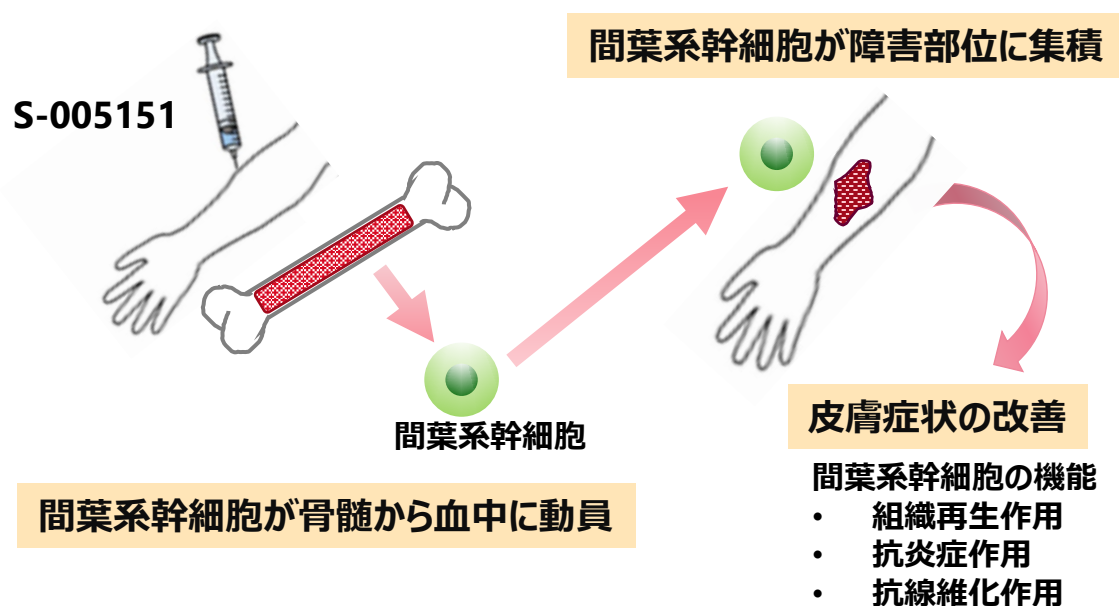 S-005151
間葉系幹細胞
間葉系幹細胞が骨髄から血中に動員
間葉系幹細胞が障害部位に集積
皮膚症状の改善
間葉系幹細胞の機能
• 組織再生作用
• 抗炎症作用
• 抗線維化作用